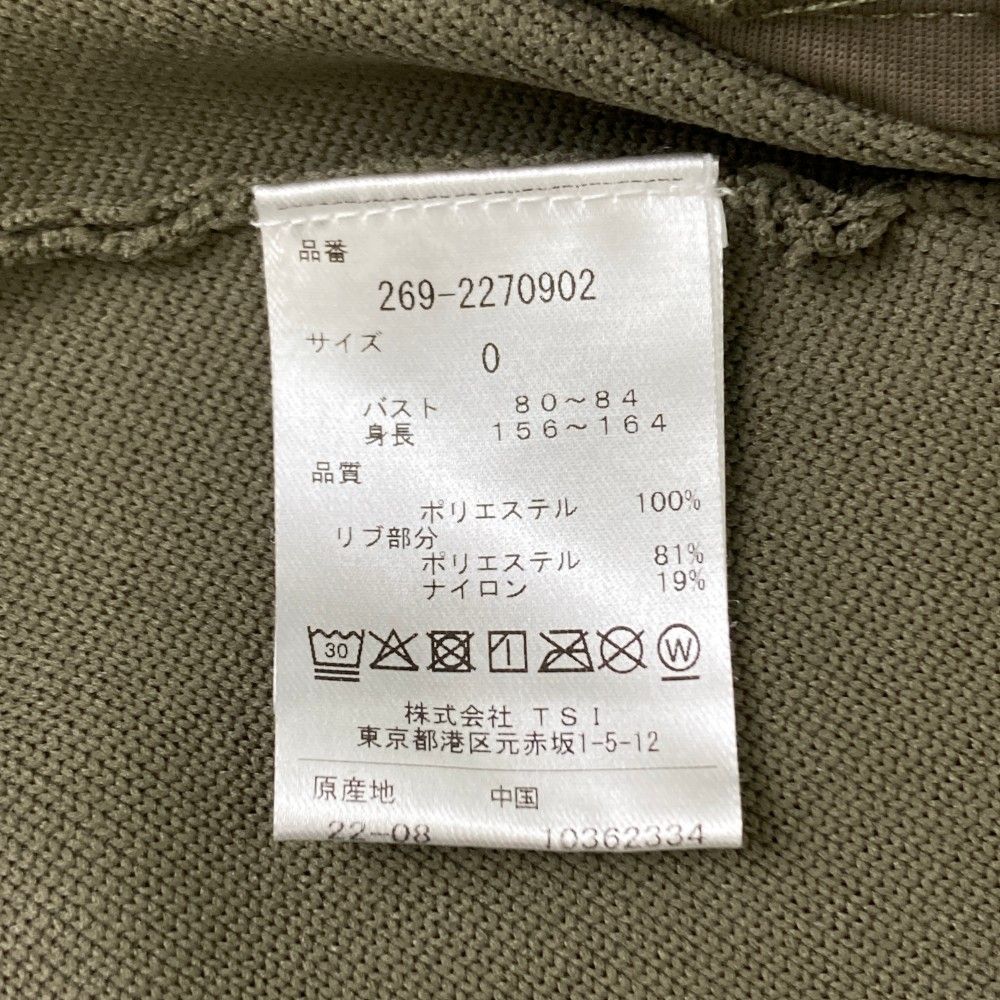 品番
269-2270902
サイズ 0
バスト 80～84
身長 156～164
品質
ポリエステル 100%
リブ部分
ポリエステル 81%
ナイロン 19%
30 W
株式会社 TSI
東京都港区元赤坂1-5-12
原産地 中国
22-08 10362334